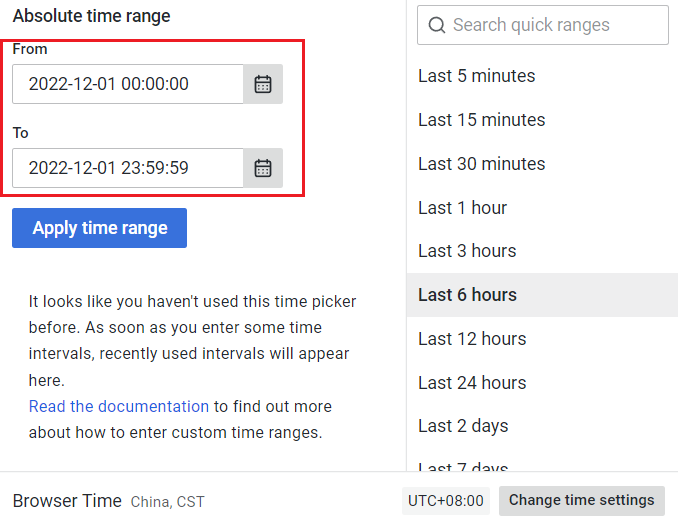 Absolute time range
From
2022-12-01 00:00:00
To
2022-12-01 23:59:59
Apply time range
It looks like you haven't used this time picker
before. As soon as you enter some time
intervals, recently used intervals will appear
here.
Read the documentation to find out more
about how to enter custom time ranges.
Search quick ranges
Last 5 minutes
Last 15 minutes
Last 30 minutes
Last 1 hour
Last 3 hours
Last 6 hours
Last 12 hours
Last 24 hours
Last 2 days
Last 7 days
Browser Time China, CST
UTC+08:00
Change time settings